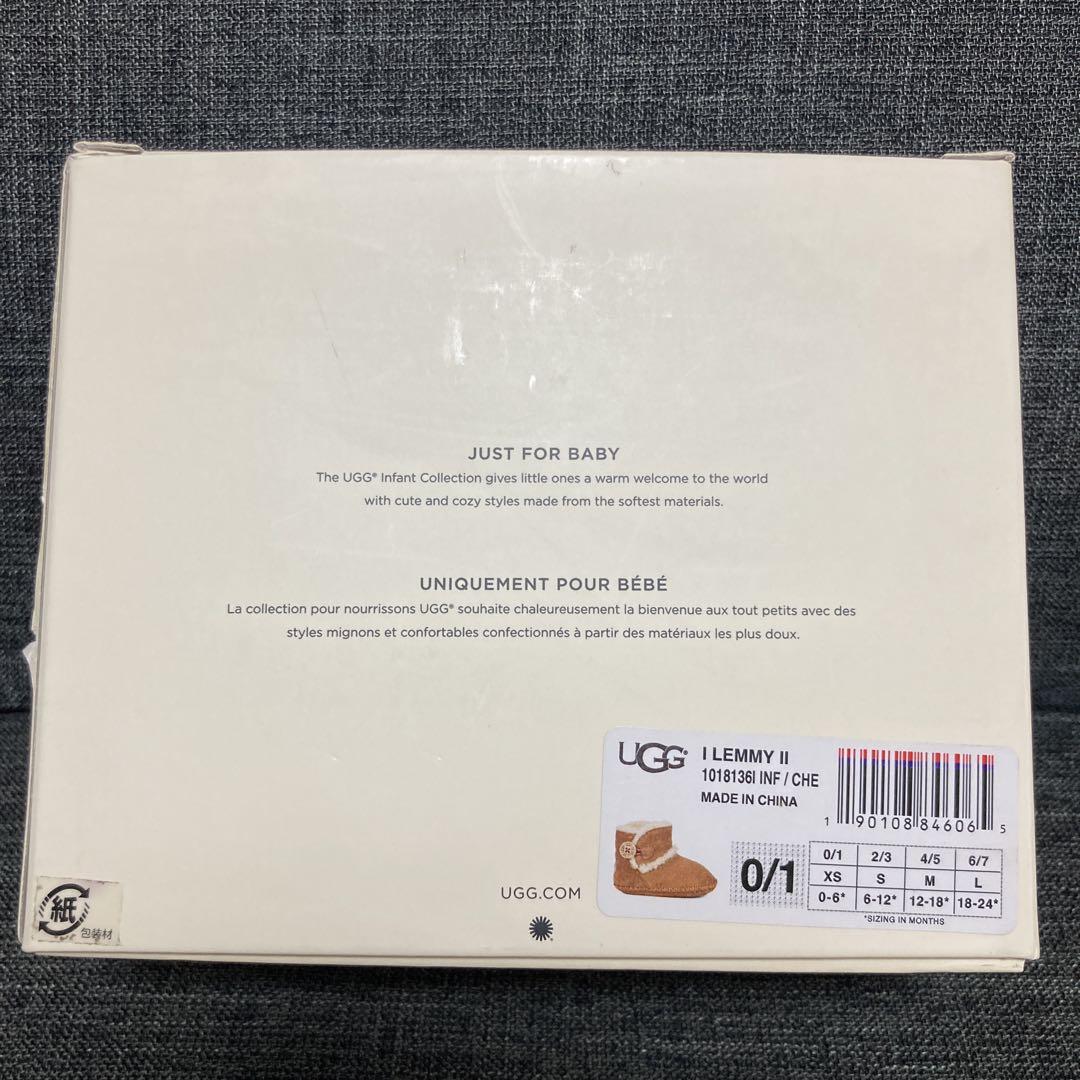 JUST FOR BABY
The UGG® Infant Collection gives little ones a warm welcome to the world
with cute and cozy styles made from the softest materials.
UNIQUEMENT POUR BÉBÉ
La collection pour nourrissons UGG® souhaite chaleureusement la bienvenue aux tout petits avec des
styles mignons et confortables confectionnés à partir des matériaux les plus doux.
UGG.COM
紙
包装材
UGG®
I LEMMY II
1018136I INF / CHE
MADE IN CHINA
1 90108 84606 5
0/1
0/1 2/3 4/5 6/7
XS S M L
0-6* 6-12* 12-18* 18-24*
*SIZING IN MONTHS